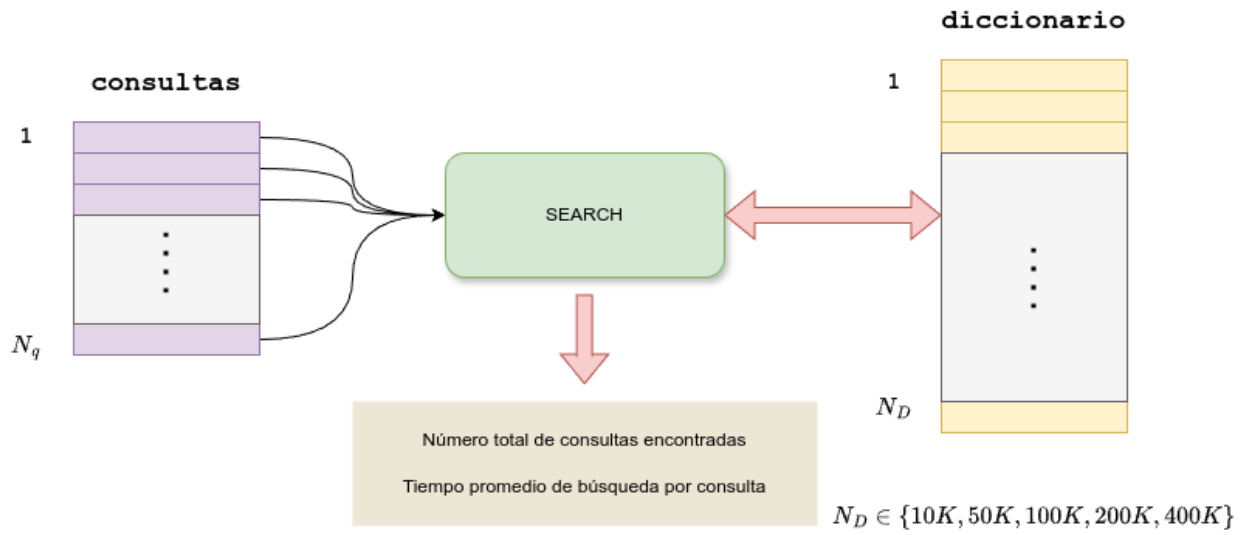 diccionario
consultas
1
1
SEARCH
N_q
N_D
Número total de consultas encontradas
Tiempo promedio de búsqueda por consulta
N_D ∈ {10K, 50K, 100K, 200K, 400K}